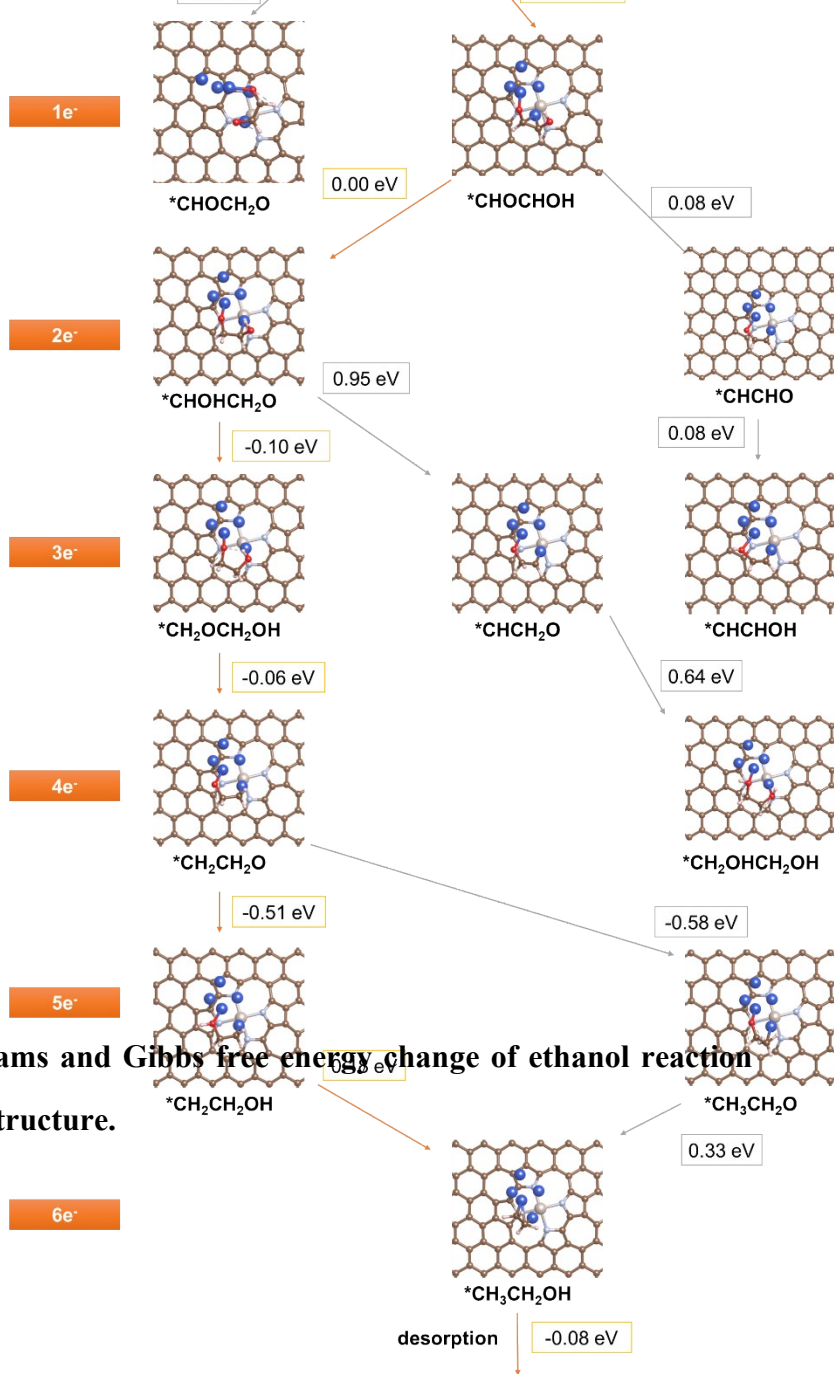 1e-
*CHOCH₂O
0.00 eV
*CHOCHOH
0.08 eV
2e-
*CHOHCH₂O
0.95 eV
*CHCHO
-0.10 eV
0.08 eV
3e-
*CH₂OCH₂OH
*CHCH₂O
*CHCHOH
-0.06 eV
0.64 eV
4e-
*CH₂CH₂O
*CH₂OHCH₂OH
-0.51 eV
-0.58 eV
5e-
ams and Gibbs free energy change of ethanol reaction
eV
*CH₂CH₂OH
*CH₃CH₂O
tructure.
0.33 eV
6e-
*CH₃CH₂OH
desorption
-0.08 eV